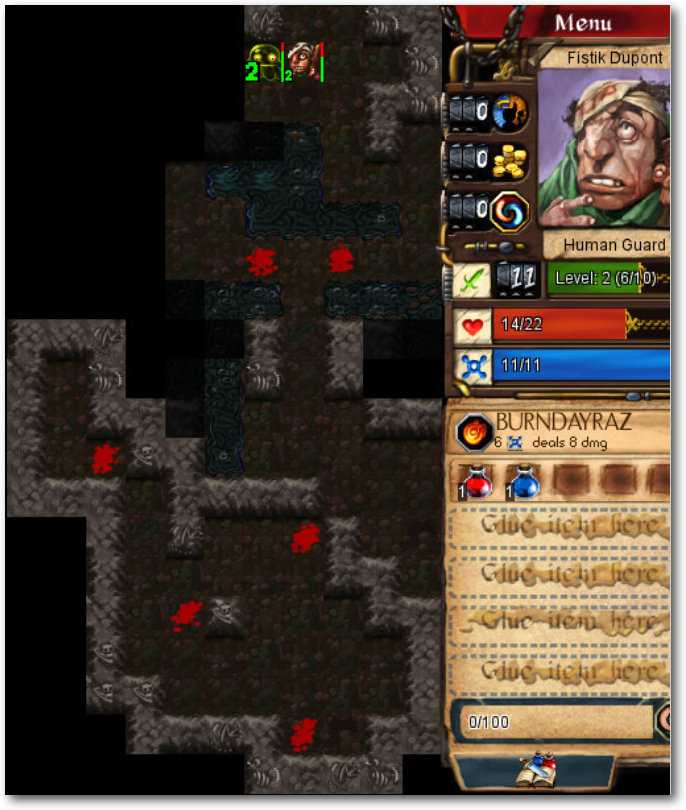 Menu
Fistik Dupont
2
2
0
0
0
Human Guard
11
Level: 2 (6/10)
14/22
11/11
BURNDAYRAZ
6 deals 8 dmg
1
1
Glue item here
Glue item here
Glue item here
Glue item here
0/100